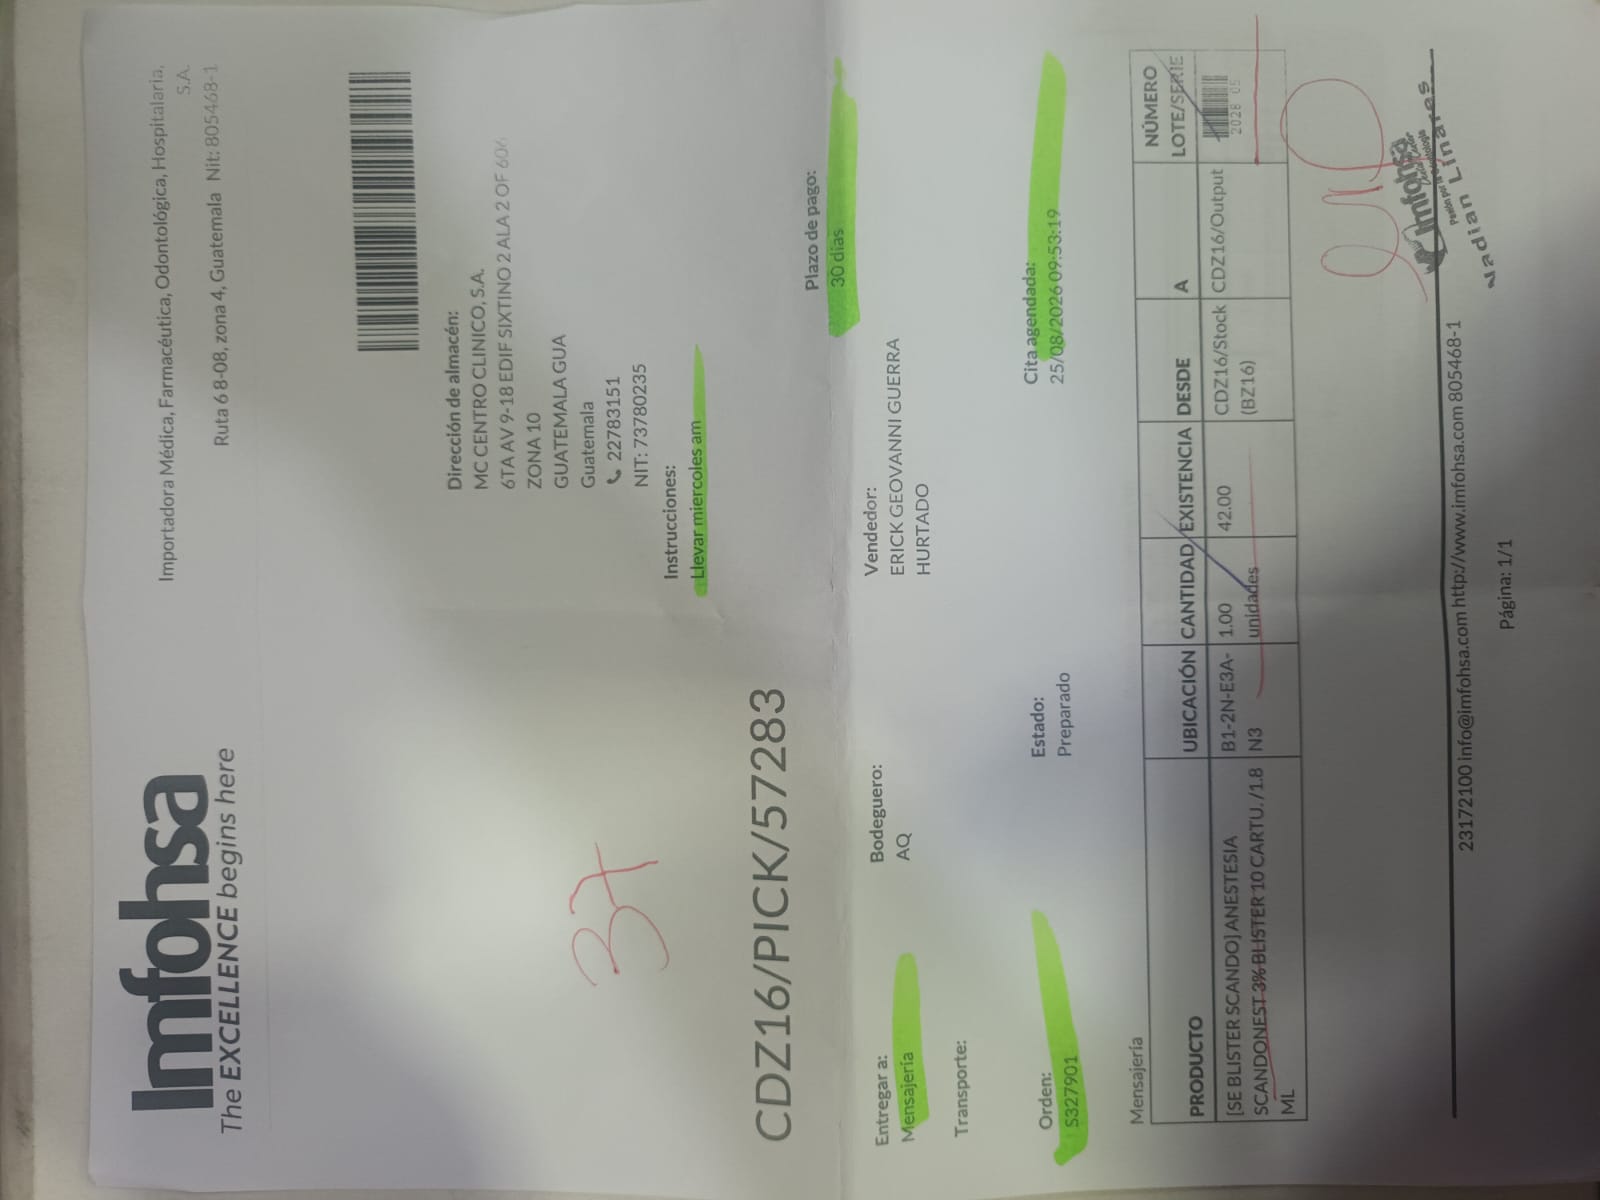 Imfohsa
The EXCELLENCE begins here
Importadora Médica, Farmacéutica, Odontológica, Hospitalaria,
S.A.
Ruta 6 8-08, zona 4, Guatemala Nit: 805468-1
Dirección de almacén:
MC CENTRO CLINICO, S.A.
6TA AV 9-18 EDIF SIXTINO 2 ALA 2 OF 606
ZONA 10
GUATEMALA GUA
Guatemala
22783151
NIT: 73780235
Instrucciones:
Llevar miercoles am
CDZ16/PICK/57283
Plazo de pago:
30 días
Entregar a:
Mensajería
Bodeguero:
AQ
Vendedor:
ERICK GEOVANNI GUERRA
HURTADO
Transporte:
Orden:
S327901
Estado:
Preparado
Cita agendada:
25/08/2026 09:53:19
Mensajería
PRODUCTO UBICACIÓN CANTIDAD EXISTENCIA DESDE A NÚMERO LOTE/SERIE
[SE BLISTER SCANDO] ANESTESIA B1-2N-E3A- 1.00 42.00 CDZ16/Stock CDZ16/Output
SCANDONEST 3% BLISTER 10 CARTU. /1.8 N3 unidades (BZ16) 2028 05
ML
Imfohsa
Nadian Linares
23172100 info@imfohsa.com http://www.imfohsa.com 805468-1
Página: 1/1